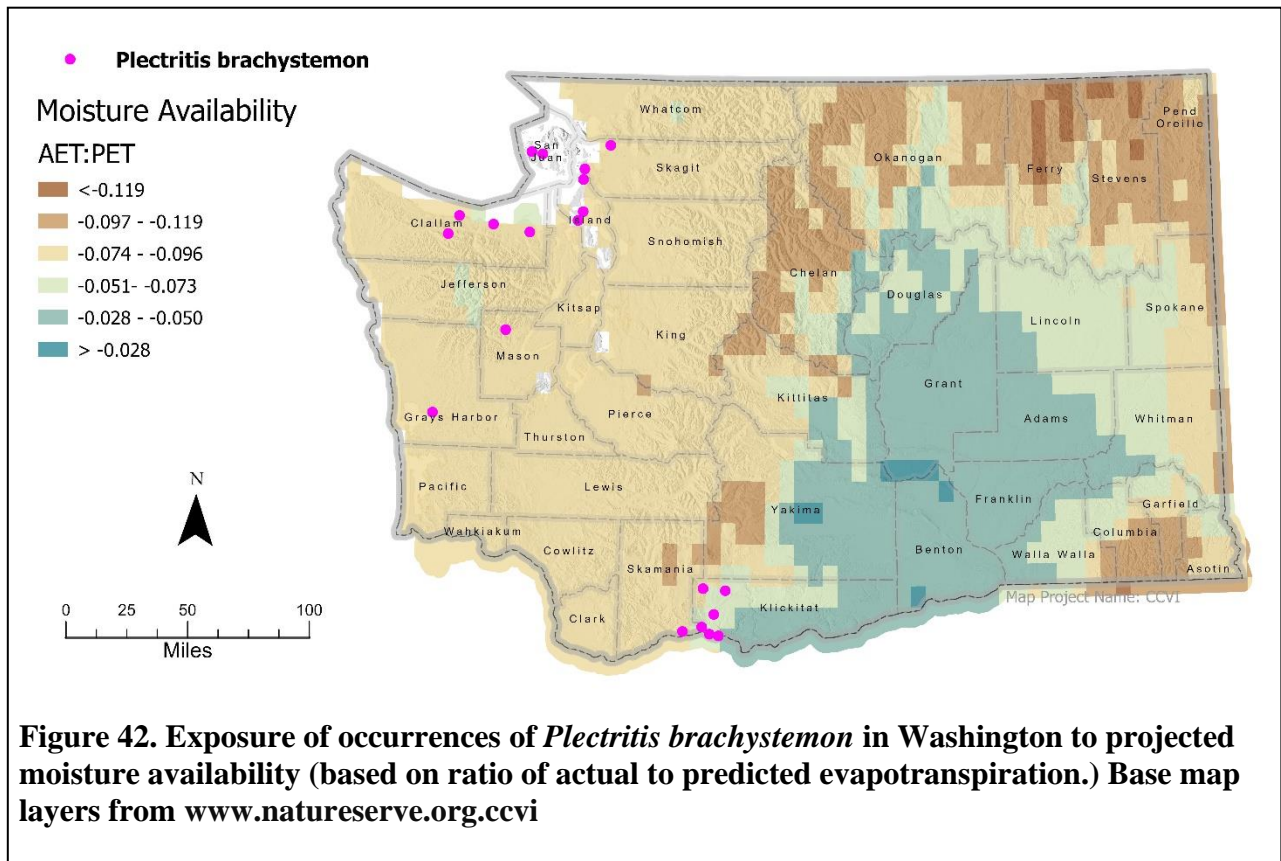 Plectritis brachystemon
Moisture Availability
AET:PET
<-0.119
-0.097 - -0.119
-0.074 - -0.096
-0.051- -0.073
-0.028 - -0.050
> -0.028
N
0 25 50 100
Miles
Whatcom
San
Juan
Skagit
Island
Clallam
Snohomish
Jefferson
Kitsap
King
Mason
Grays Harbor
Pierce
Thurston
Pacific
Lewis
Wahkiakum
Cowlitz
Skamania
Clark
Okanogan
Ferry
Stevens
Pend
Oreille
Chelan
Douglas
Lincoln
Spokane
Kittitas
Grant
Adams
Whitman
Yakima
Franklin
Garfield
Columbia
Benton
Walla Walla
Asotin
Klickitat
Map Project Name: CCVI
Figure 42. Exposure of occurrences of Plectritis brachystemon in Washington to projected
moisture availability (based on ratio of actual to predicted evapotranspiration.) Base map
layers from www.natureserve.org.ccvi